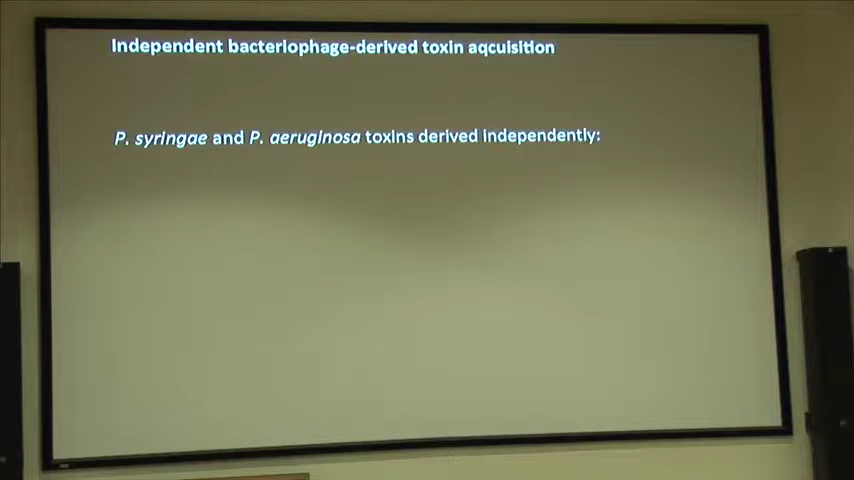 Independent bacteriophage-derived toxin aqcuisition
P. syringae and P. aeruginosa toxins derived independently: